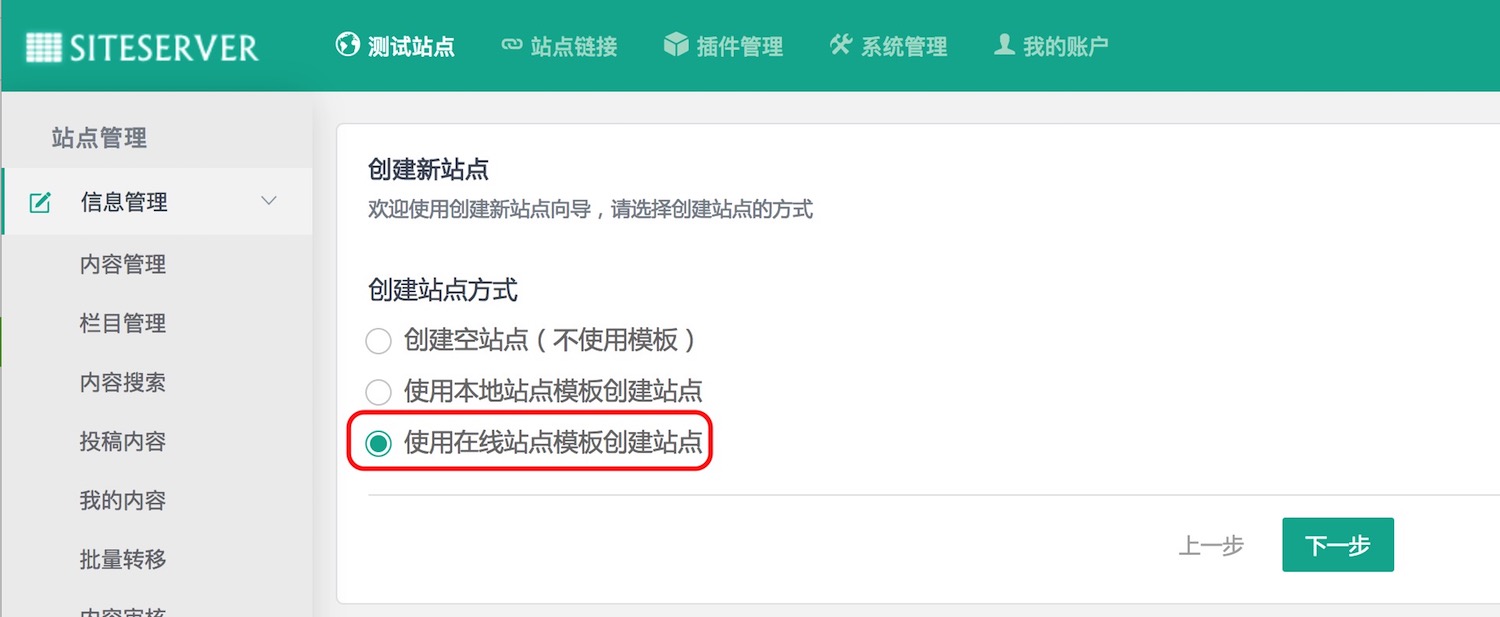 SITESERVER
测试站点 站点链接 插件管理 系统管理 我的账户
站点管理
信息管理
内容管理
栏目管理
内容搜索
投稿内容
我的内容
批量转移
内容审核
创建新站点
欢迎使用创建新站点向导，请选择创建站点的方式
创建站点方式
创建空站点（不使用模板）
使用本地站点模板创建站点
使用在线站点模板创建站点
上一步 下一步